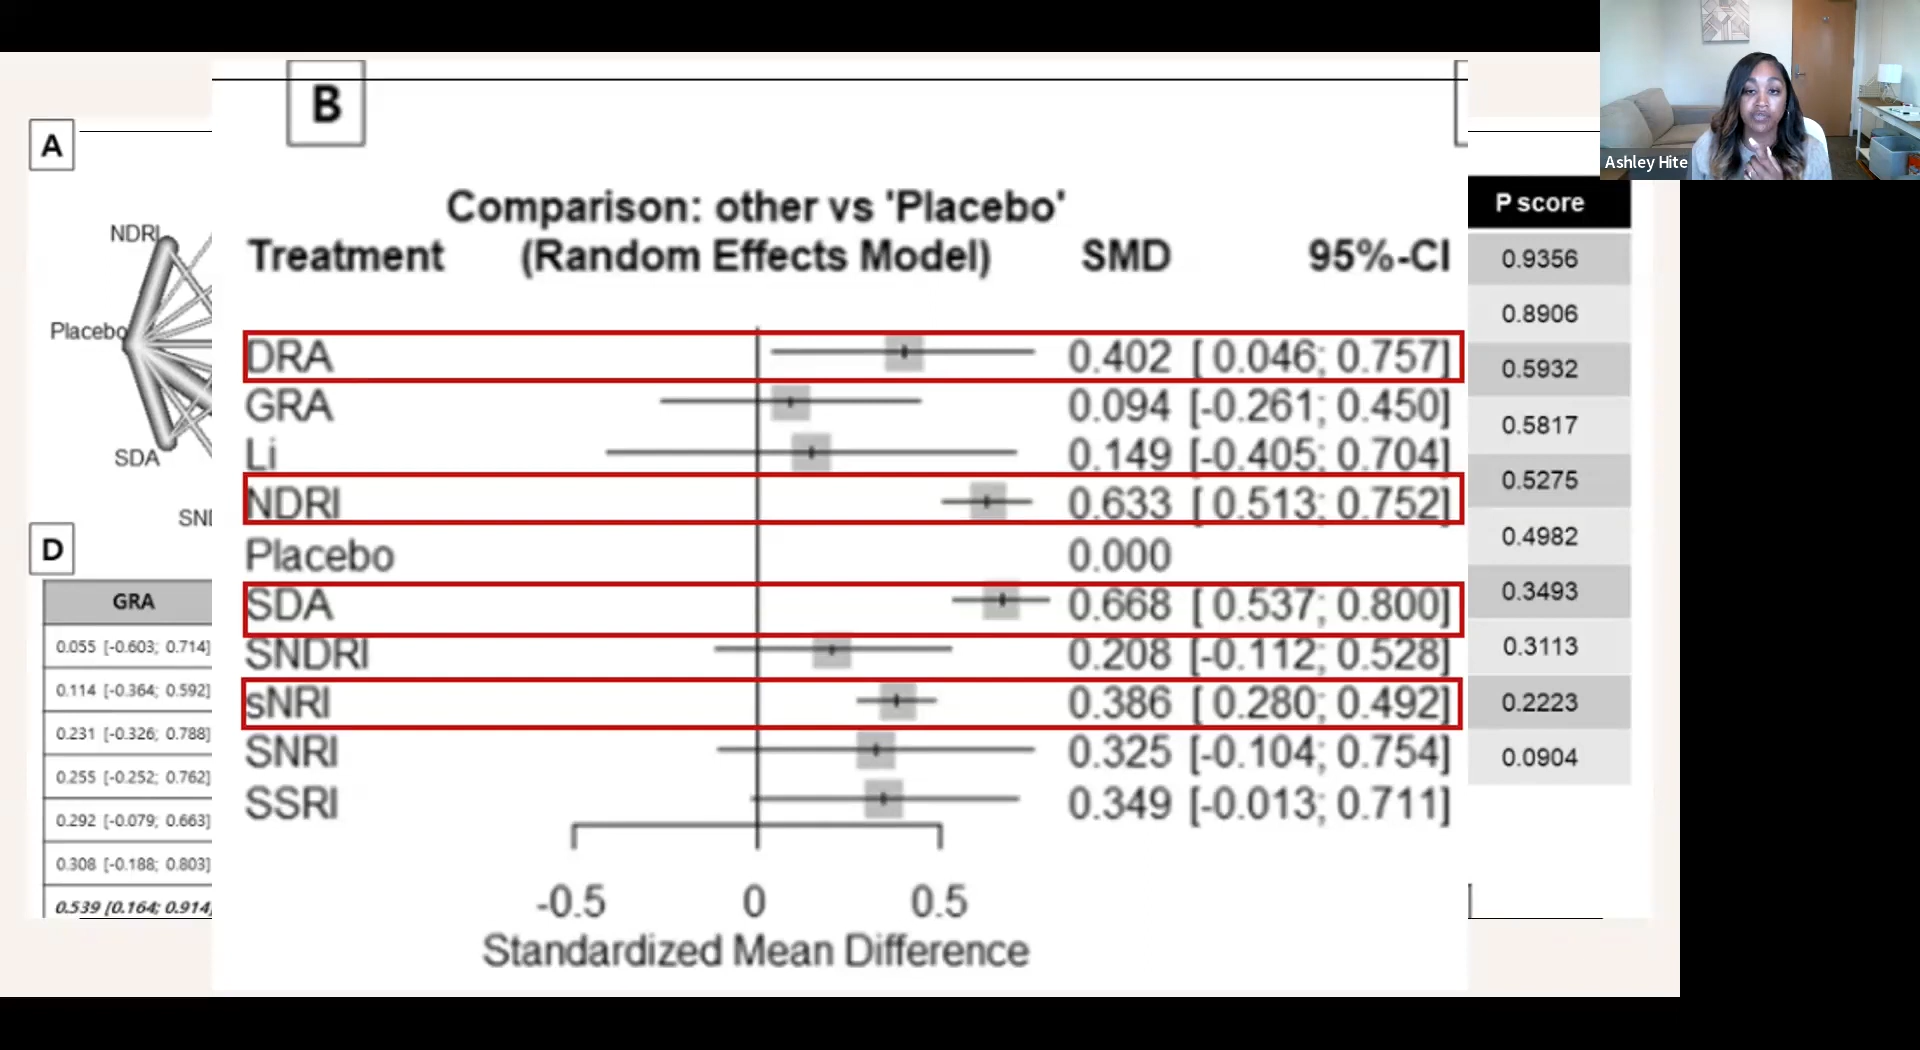 B
A
Comparison: other vs 'Placebo'
Treatment (Random Effects Model) SMD 95%-CI
DRA 0.402 [ 0.046; 0.757]
GRA 0.094 [-0.261; 0.450]
Li 0.149 [-0.405; 0.704]
NDRI 0.633 [ 0.513; 0.752]
Placebo 0.000
SDA 0.668 [ 0.537; 0.800]
SNDRI 0.208 [-0.112; 0.528]
sNRI 0.386 [ 0.280; 0.492]
SNRI 0.325 [-0.104; 0.754]
SSRI 0.349 [-0.013; 0.711]
-0.5 0 0.5
Standardized Mean Difference
NDRI
Placebo
SDA
D
GRA
0.055 [-0.603; 0.714]
0.114 [-0.364; 0.592]
0.231 [-0.326; 0.788]
0.255 [-0.252; 0.762]
0.292 [-0.079; 0.663]
0.308 [-0.188; 0.803]
0.539 [0.164; 0.914]
P score
0.9356
0.8906
0.5932
0.5817
0.5275
0.4982
0.3493
0.3113
0.2223
0.0904
Ashley Hite